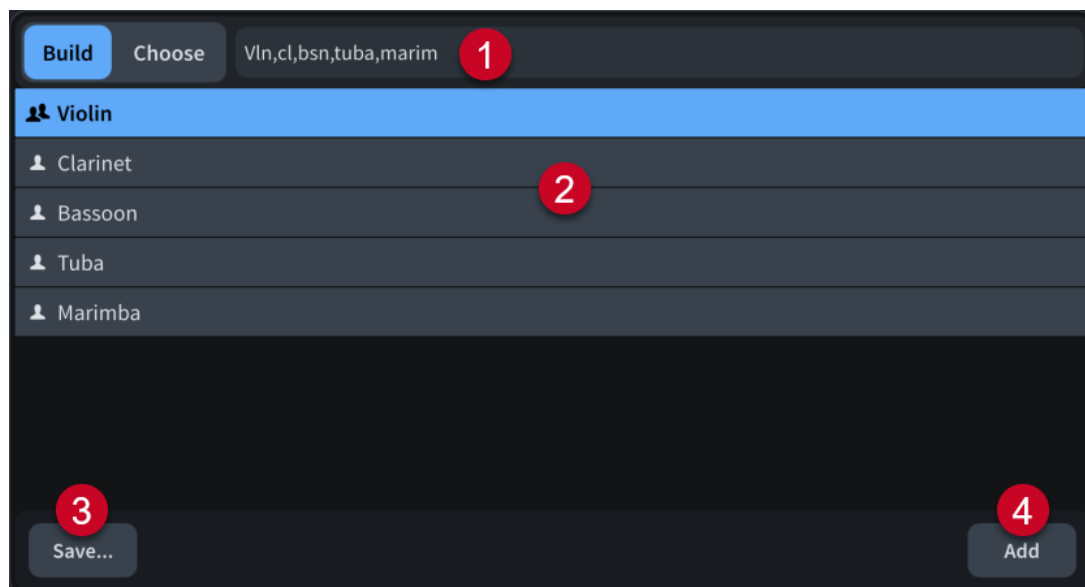 Build Choose Vln,cl,bsn,tuba,marim 1
Violin
Clarinet
2
Bassoon
Tuba
Marimba
3 4
Save... Add